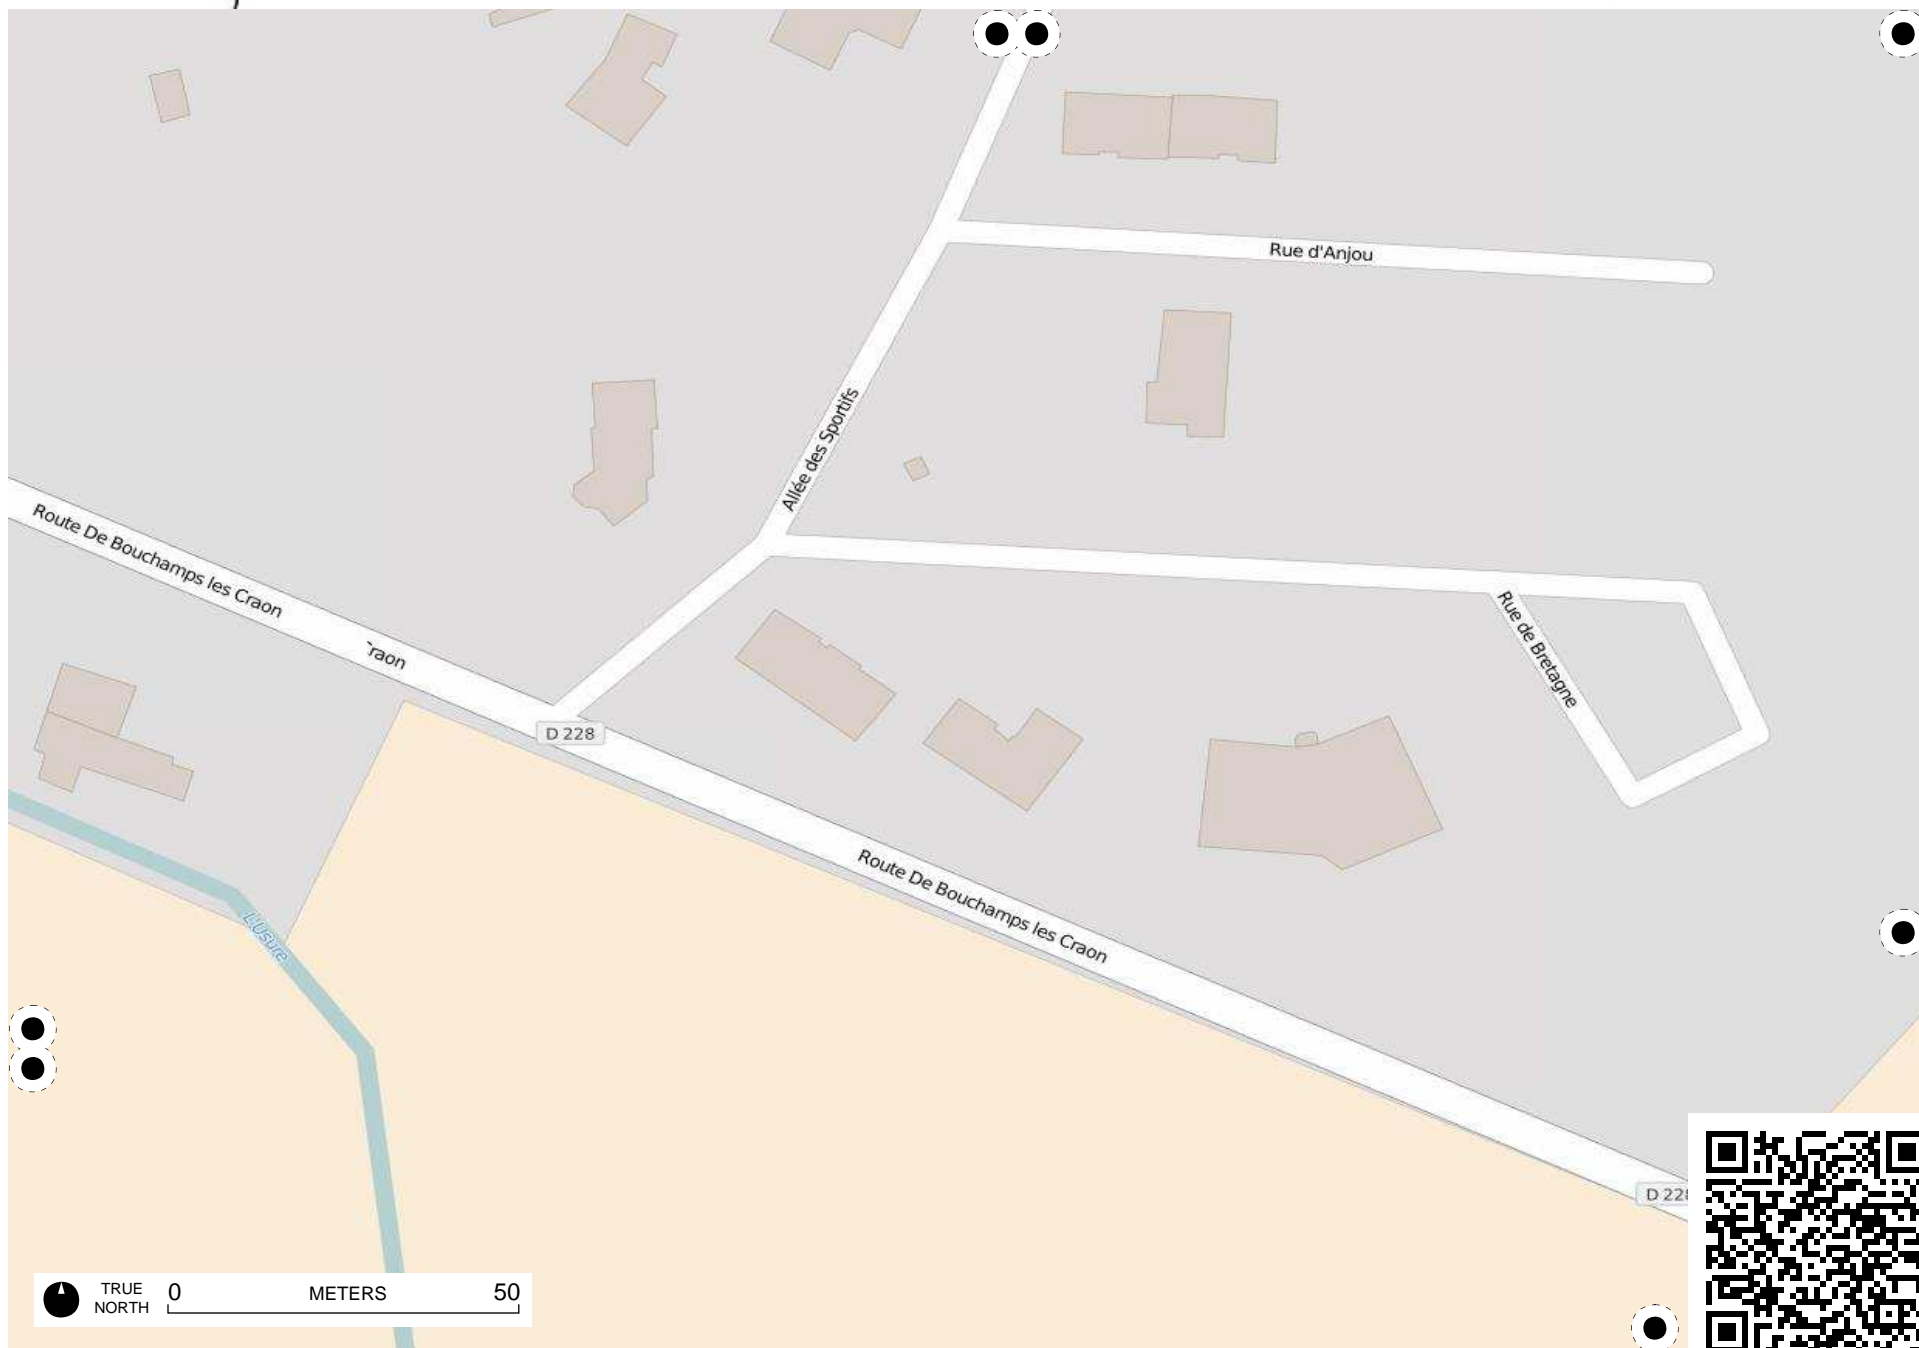 Rue d'Anjou
Allée des Sportifs
Route De Bouchamps les Craon
raon
Rue de Bretagne
D 228
Route De Bouchamps les Craon
L'Usure
D 228
TRUE NORTH
0 METERS 50